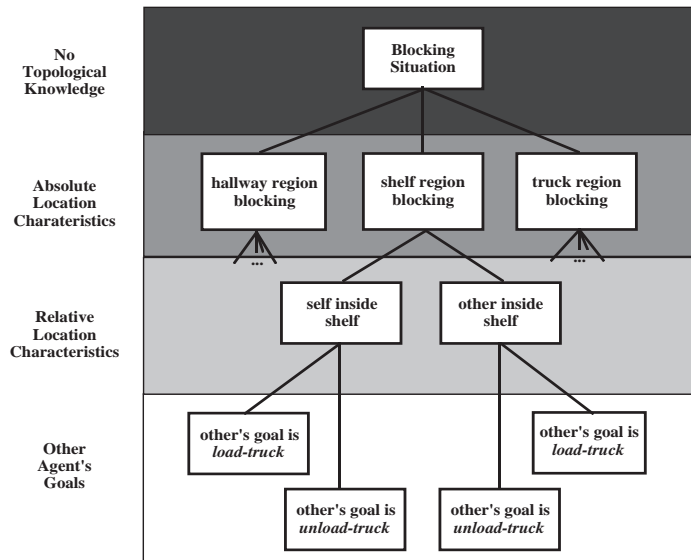 No
Topological
Knowledge
Blocking
Situation
Absolute
Location
Charateristics
hallway region
blocking
shelf region
blocking
truck region
blocking
...
...
Relative
Location
Characteristics
self inside
shelf
other inside
shelf
Other
Agent's
Goals
other's goal is
load-truck
other's goal is
load-truck
other's goal is
unload-truck
other's goal is
unload-truck